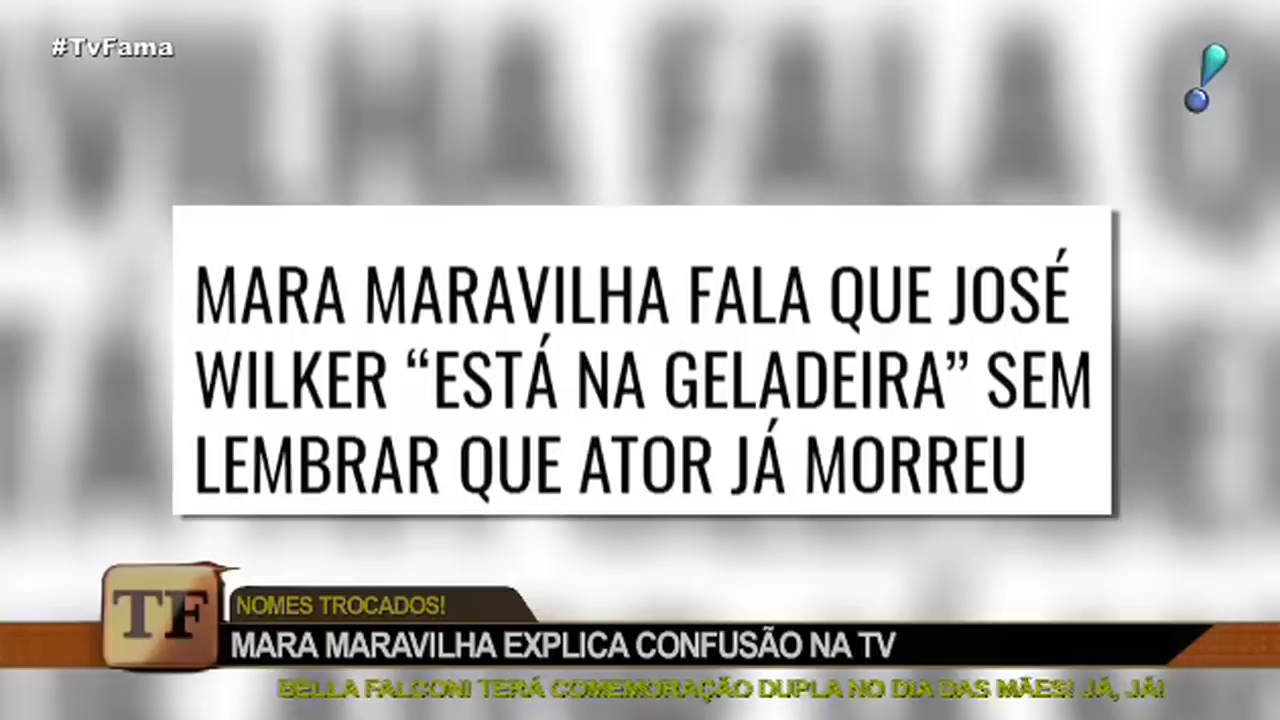 #TvFama
MARA MARAVILHA FALA QUE JOSÉ
WILKER “ESTÁ NA GELADEIRA” SEM
LEMBRAR QUE ATOR JÁ MORREU
TF
NOMES TROCADOS!
MARA MARAVILHA EXPLICA CONFUSÃO NA TV
BELLA FALCONI TERÁ COMEMORAÇÃO DUPLA NO DIA DAS MÃES! JÁ, JÁ!